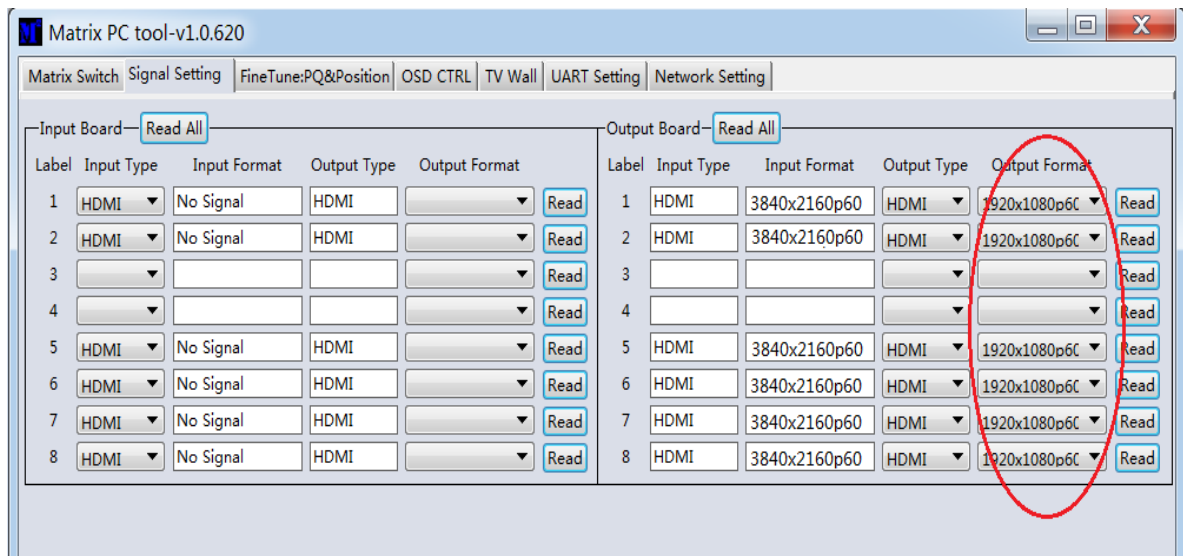 Matrix PC tool-v1.0.620
Matrix Switch Signal Setting FineTune:PQ&Position OSD CTRL TV Wall UART Setting Network Setting
Input Board Read All Output Board Read All
Label Input Type Input Format Output Type Output Format Label Input Type Input Format Output Type Output Format
1 HDMI No Signal HDMI Read 1 HDMI 3840x2160p60 HDMI 1920x1080p60 Read
2 HDMI No Signal HDMI Read 2 HDMI 3840x2160p60 HDMI 1920x1080p60 Read
3 Read 3 Read
4 Read 4 Read
5 HDMI No Signal HDMI Read 5 HDMI 3840x2160p60 HDMI 1920x1080p60 Read
6 HDMI No Signal HDMI Read 6 HDMI 3840x2160p60 HDMI 1920x1080p60 Read
7 HDMI No Signal HDMI Read 7 HDMI 3840x2160p60 HDMI 1920x1080p60 Read
8 HDMI No Signal HDMI Read 8 HDMI 3840x2160p60 HDMI 1920x1080p60 Read